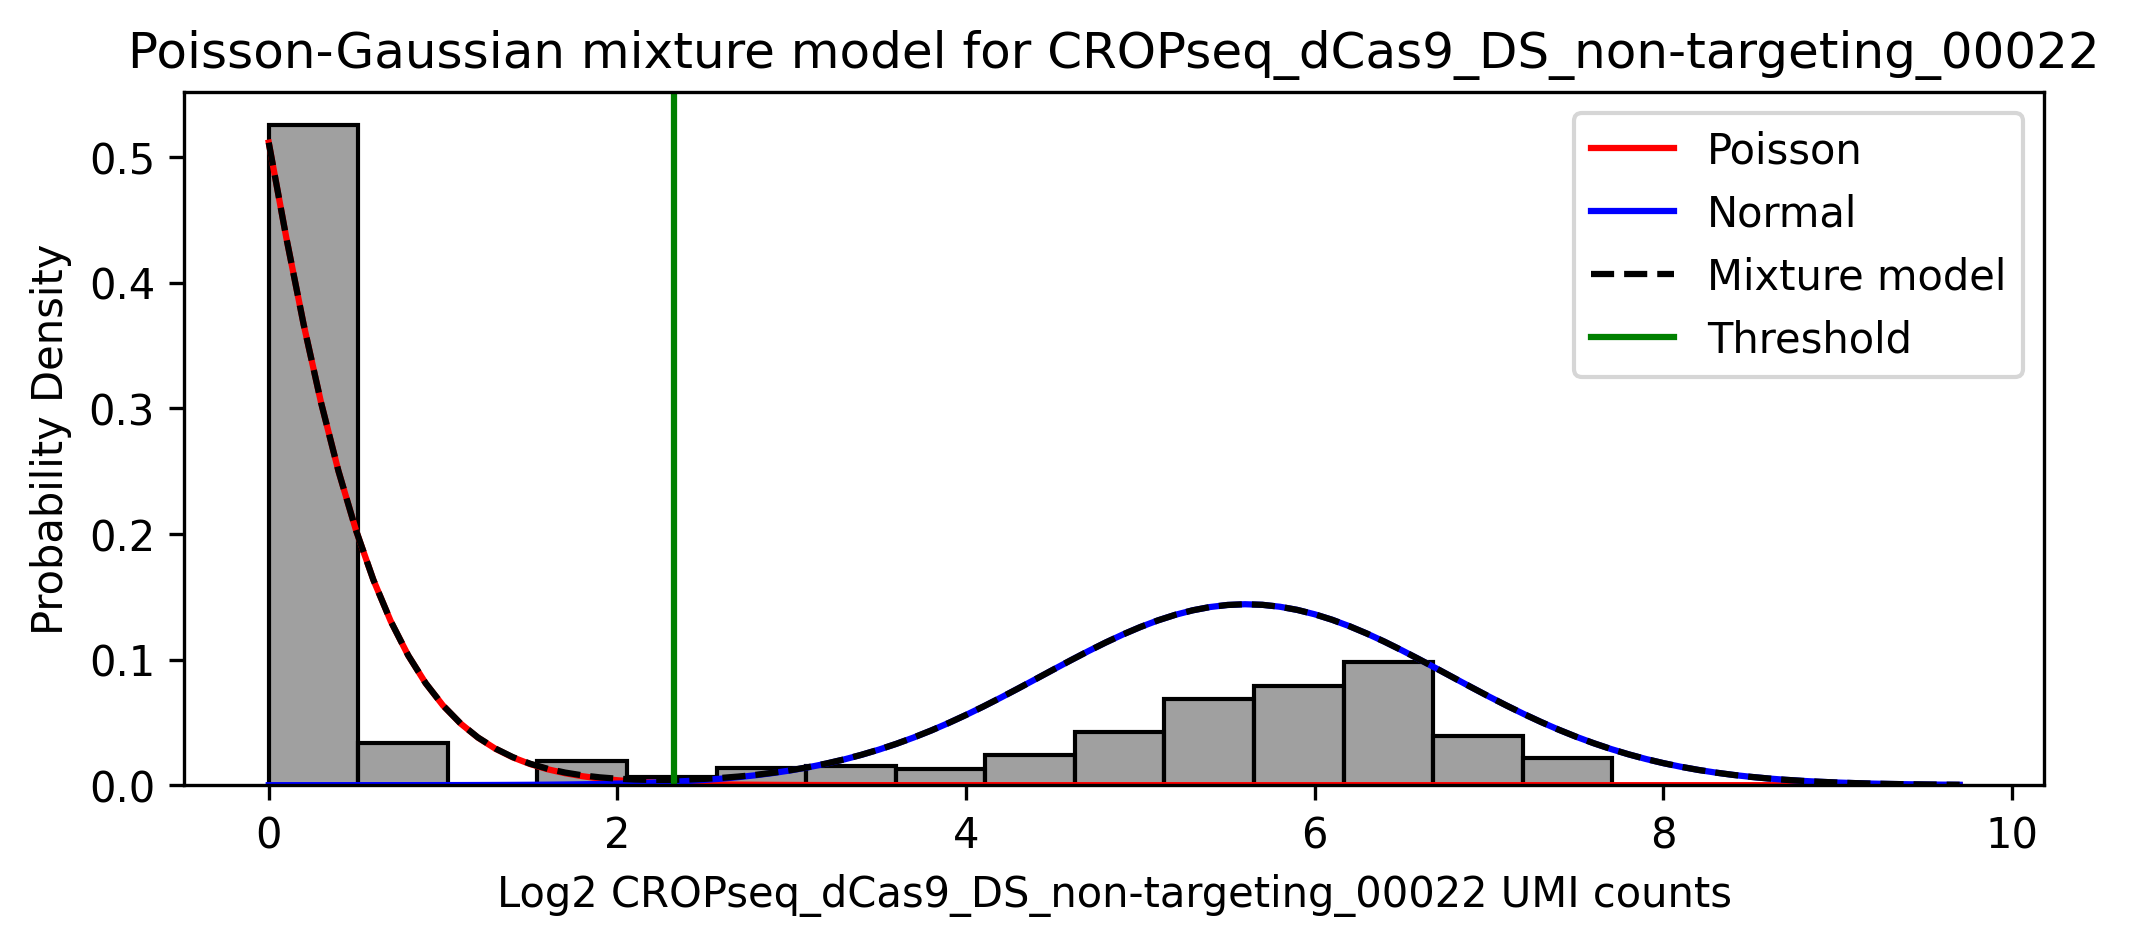 Poisson-Gaussian mixture model for CROPseq_dCas9_DS_non-targeting_00022
Poisson
Normal
Mixture model
Threshold
Probability Density
0.5
0.4
0.3
0.2
0.1
0.0
0 2 4 6 8 10
Log2 CROPseq_dCas9_DS_non-targeting_00022 UMI counts